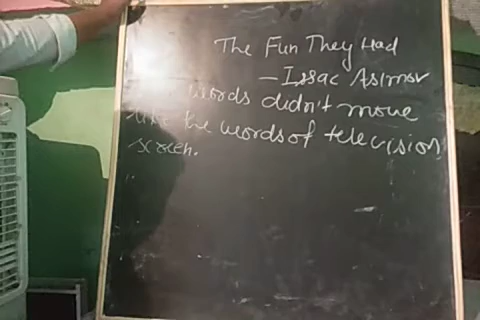 The Fun They Had
- Issac Asimov
words didn't move
like the words of television
screen.